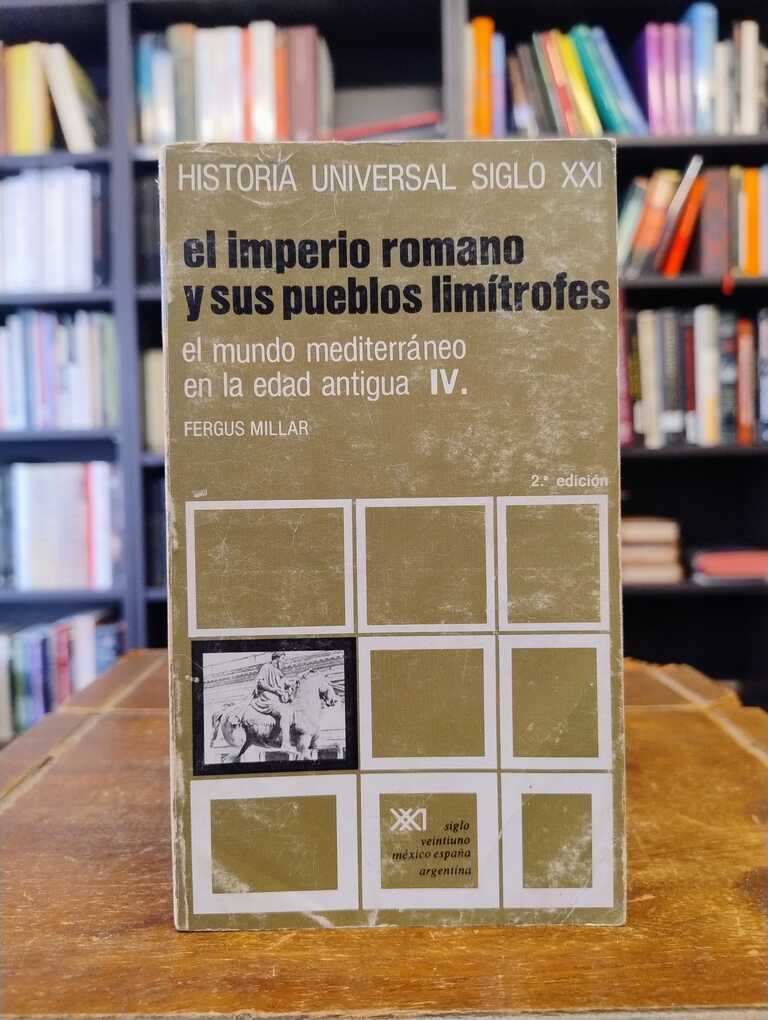 HISTORIA UNIVERSAL SIGLO XXI
el imperio romano
y sus pueblos limítrofes
el mundo mediterráneo
en la edad antigua IV.
FERGUS MILLAR
2.ª edición
XXI siglo
veintiuno
méxico españa
argentina